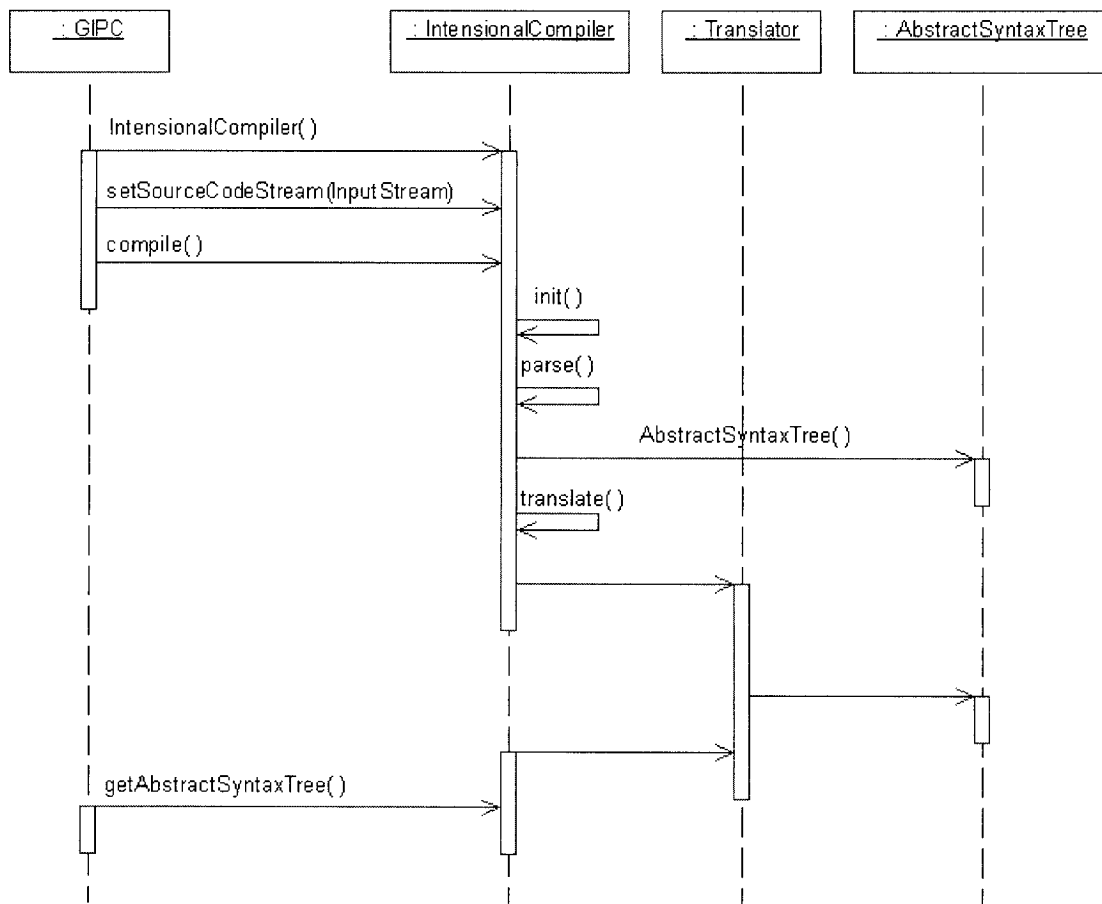 : GIPC
: IntensionalCompiler
: Translator
: AbstractSyntaxTree
IntensionalCompiler()
setSourceCodeStream(InputStream)
compile()
init()
parse()
AbstractSyntaxTree()
translate()
getAbstractSyntaxTree()